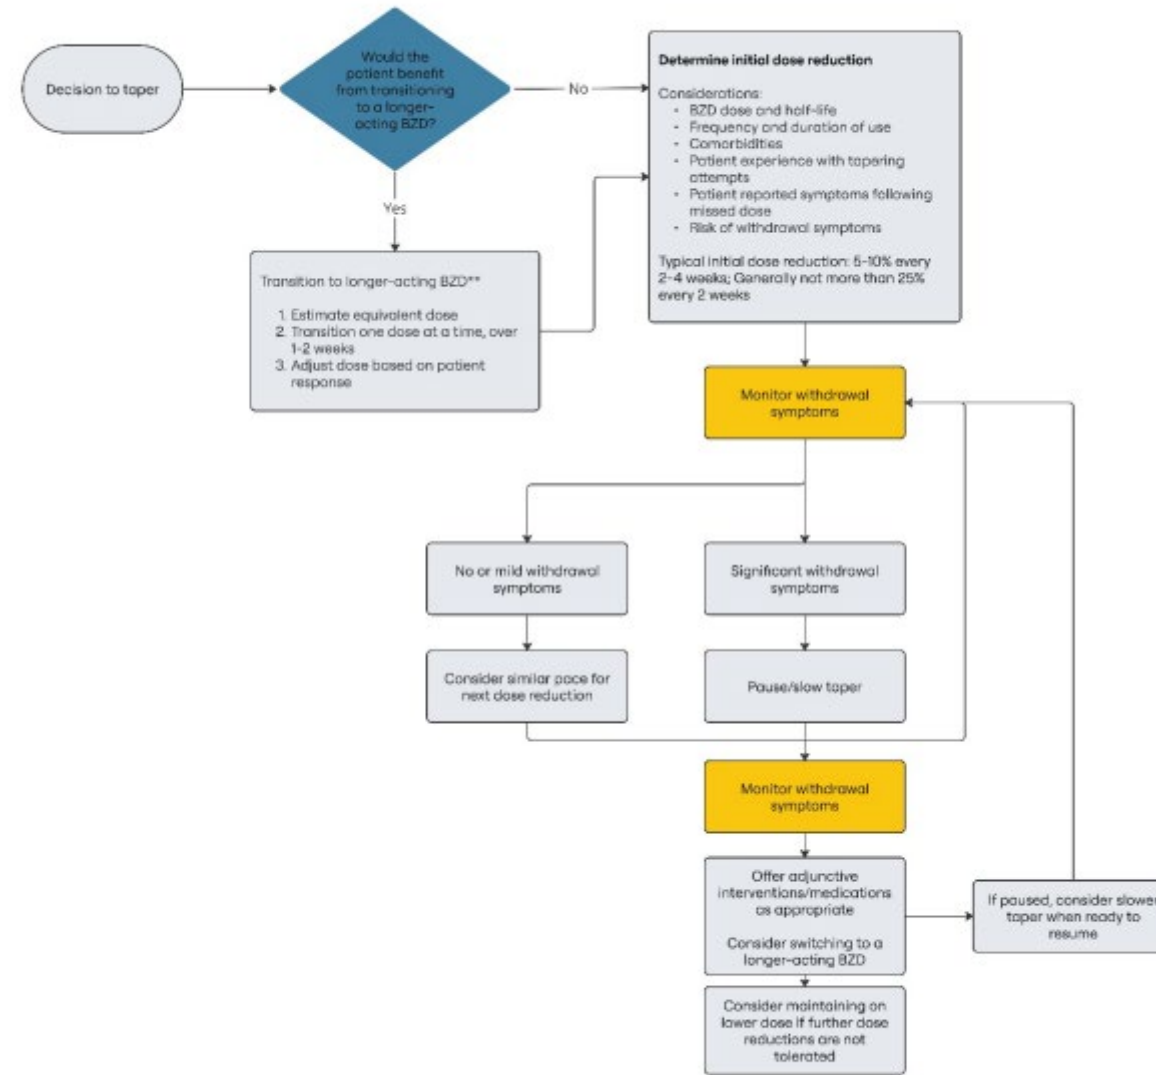 Decision to taper
Would the
patient benefit
from transitioning
to a longer-
acting BZD?
No
Yes
Determine initial dose reduction
Considerations:
- BZD dose and half-life
- Frequency and duration of use
- Comorbidities
- Patient experience with tapering
attempts
- Patient reported symptoms following
missed dose
- Risk of withdrawal symptoms
Typical initial dose reduction: 5-10% every
2-4 weeks; Generally not more than 25%
every 2 weeks
Transition to longer-acting BZD**
1. Estimate equivalent dose
2. Transition one dose at a time, over
1-2 weeks
3. Adjust dose based on patient
response
Monitor withdrawal
symptoms
No or mild withdrawal
symptoms
Significant withdrawal
symptoms
Consider similar pace for
next dose reduction
Pause/slow taper
Monitor withdrawal
symptoms
Offer adjunctive
interventions/medications
as appropriate
Consider switching to a
longer-acting BZD
If paused, consider slower
taper when ready to
resume
Consider maintaining on
lower dose if further dose
reductions are not
tolerated